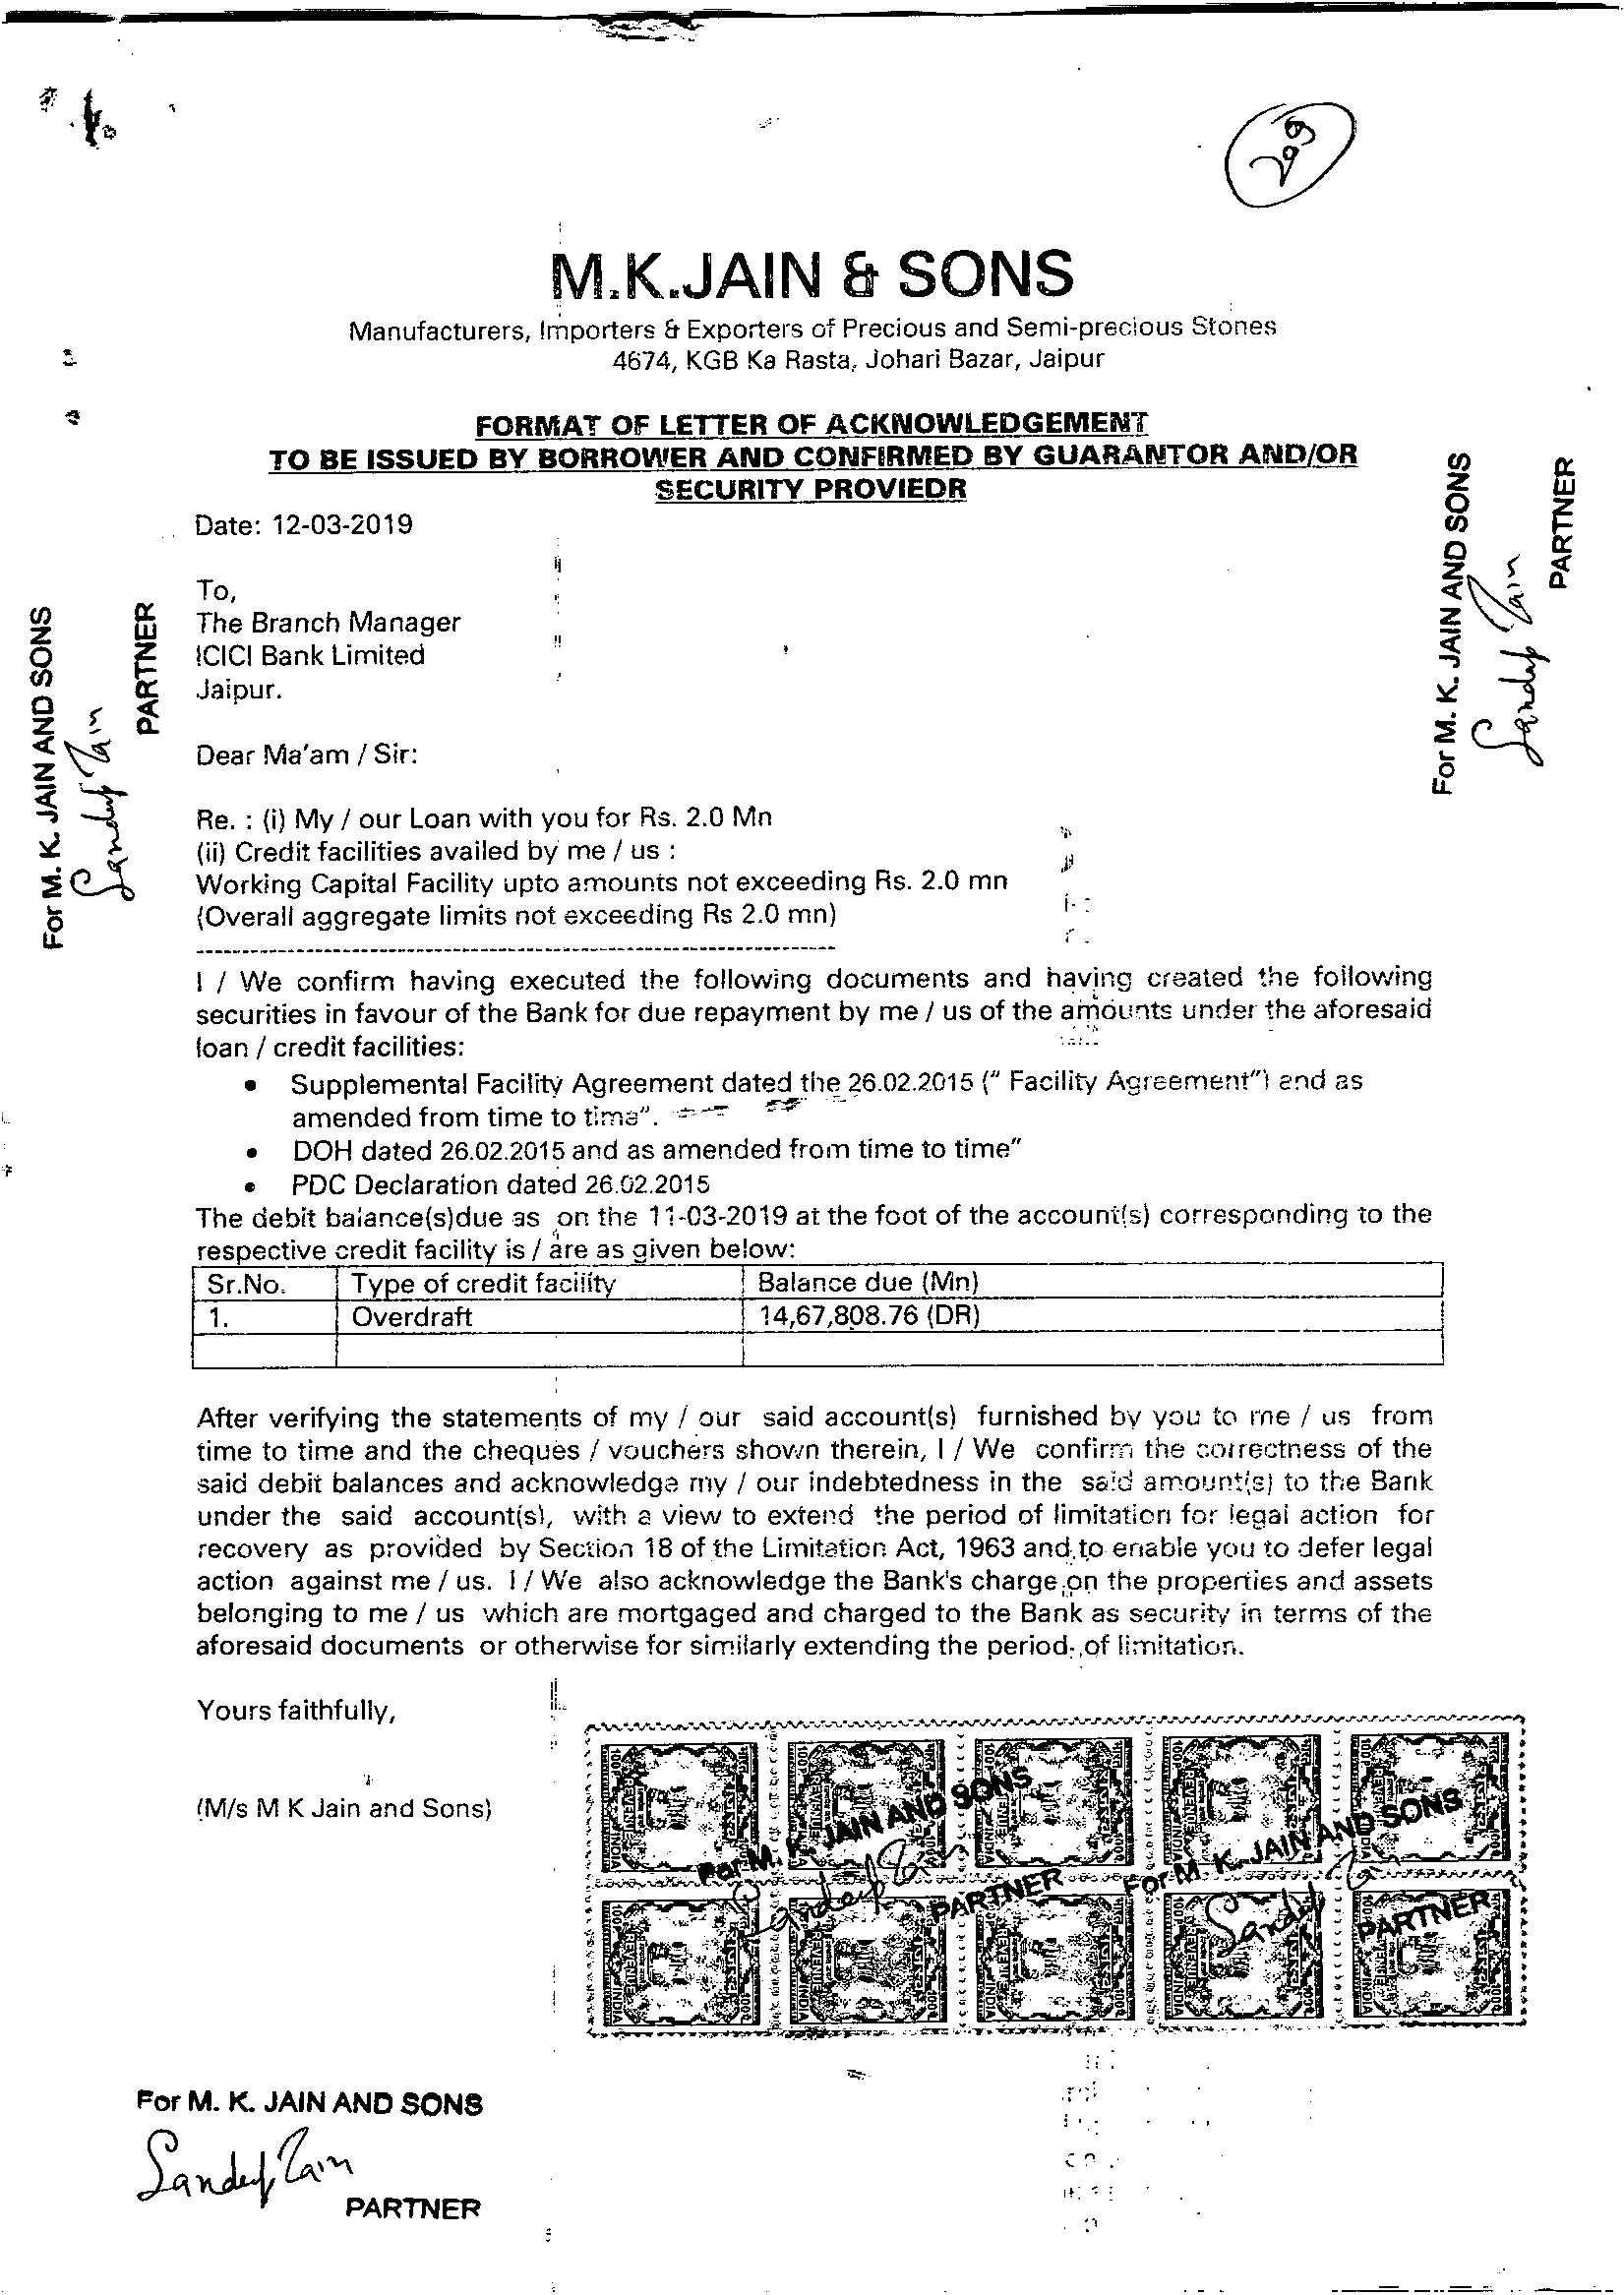 M.K.JAIN & SONS
Manufacturers, Importers & Exporters of Precious and Semi-precious Stones
4674, KGB Ka Rasta, Johari Bazar, Jaipur
FORMAT OF LETTER OF ACKNOWLEDGEMENT
TO BE ISSUED BY BORROWER AND CONFIRMED BY GUARANTOR AND/OR
SECURITY PROVIEDR
Date: 12-03-2019
To,
The Branch Manager
ICICI Bank Limited
Jaipur.
Dear Ma'am / Sir:
Re. : (i) My / our Loan with you for Rs. 2.0 Mn
(ii) Credit facilities availed by me / us :
Working Capital Facility upto amounts not exceeding Rs. 2.0 mn
(Overall aggregate limits not exceeding Rs 2.0 mn)
I / We confirm having executed the following documents and having created the following
securities in favour of the Bank for due repayment by me / us of the amounts under the aforesaid
loan / credit facilities:
• Supplemental Facility Agreement dated the 26.02.2015 (" Facility Agreement") and as
amended from time to time".
• DOH dated 26.02.2015 and as amended from time to time"
• PDC Declaration dated 26.02.2015
The debit balance(s)due as on the 11-03-2019 at the foot of the account(s) corresponding to the
respective credit facility is / are as given below:
Sr.No. Type of credit facility Balance due (Mn)
1. Overdraft 14,67,808.76 (DR)
After verifying the statements of my / our said account(s) furnished by you to me / us from
time to time and the cheques / vouchers shown therein, I / We confirm the correctness of the
said debit balances and acknowledge my / our indebtedness in the said amount(s) to the Bank
under the said account(s), with a view to extend the period of limitation for legal action for
recovery as provided by Section 18 of the Limitation Act, 1963 and to enable you to defer legal
action against me / us. I / We also acknowledge the Bank's charge on the properties and assets
belonging to me / us which are mortgaged and charged to the Bank as security in terms of the
aforesaid documents or otherwise for similarly extending the period of limitation.
Yours faithfully,
(M/s M K Jain and Sons)
For M. K. JAIN AND SONS
Sandeep Jain
PARTNER
For M. K. JAIN AND SONS
Sandeep Jain
PARTNER
For M. K. JAIN AND SONS
Sandeep Jain
PARTNER
For M. K. JAIN AND SONS
Sandeep
PARTNER
For M. K. JAIN AND SONS
Sandeep Jain
PARTNER